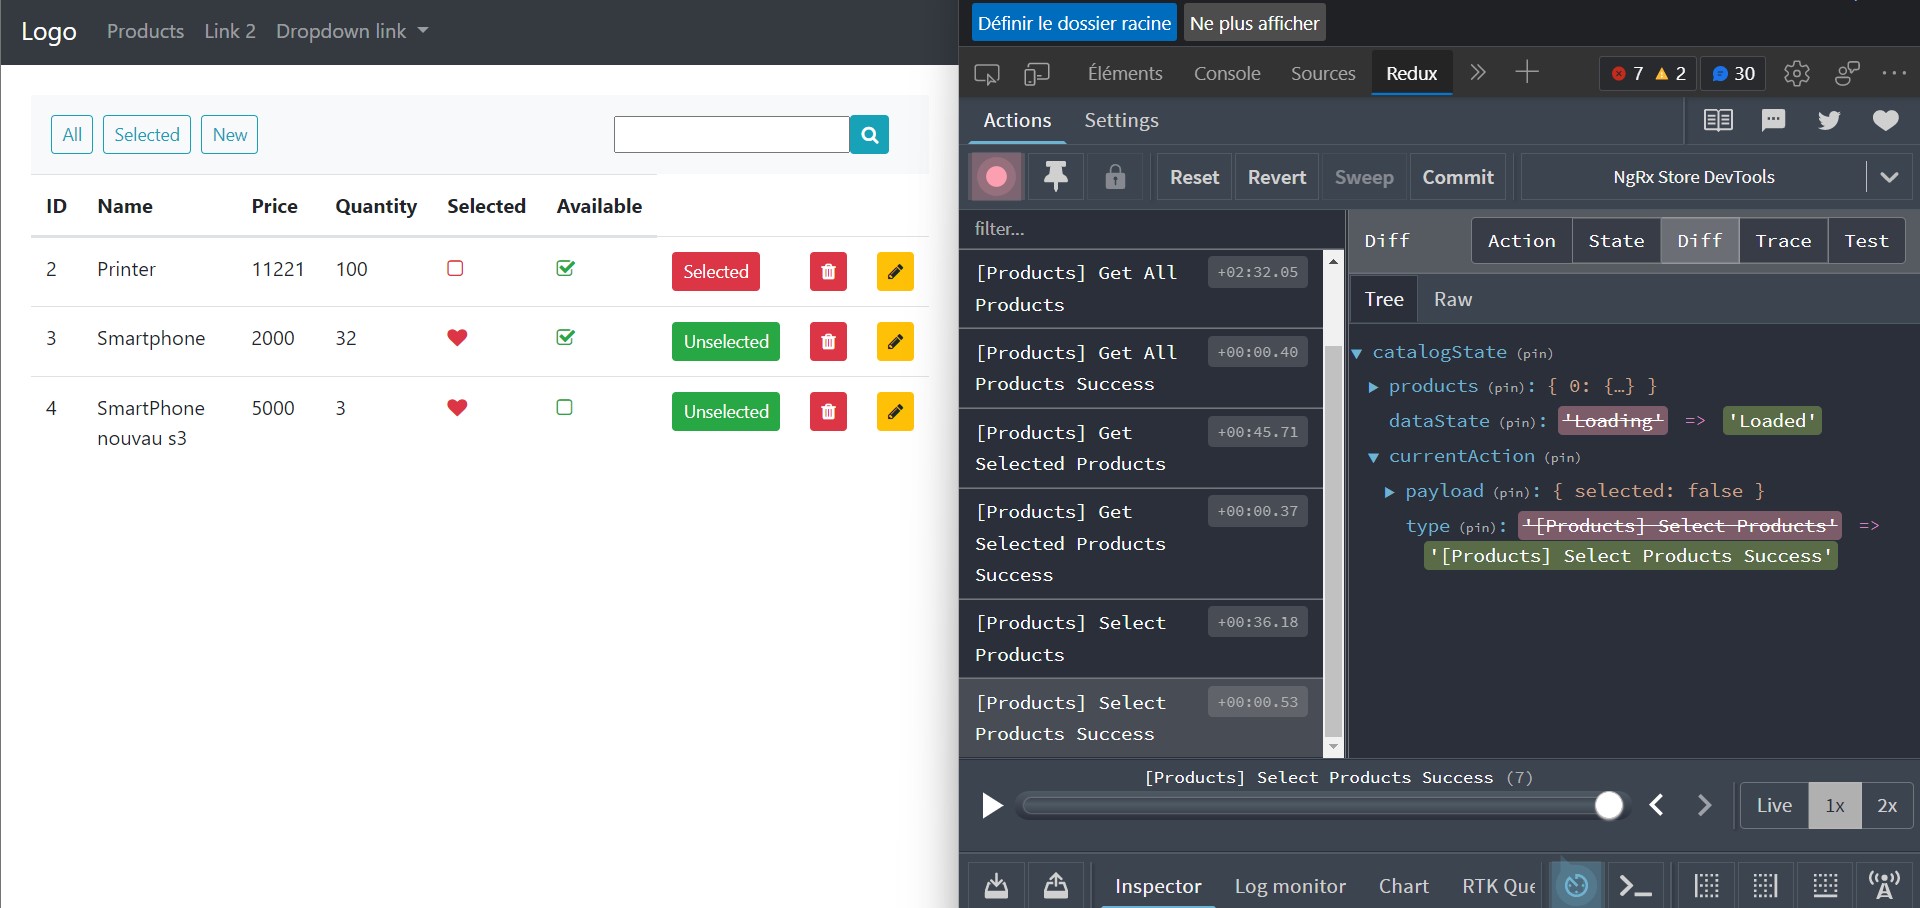 Logo Products Link 2 Dropdown link
All Selected New
ID Name Price Quantity Selected Available
2 Printer 11221 100 Selected
3 Smartphone 2000 32 Unselected
4 SmartPhone 5000 3 Unselected
nouvau s3
Définir le dossier racine Ne plus afficher
Éléments Console Sources Redux 7 2 30
Actions Settings
Reset Revert Sweep Commit NgRx Store DevTools
filter...
[Products] Get All +02:32.05
Products
[Products] Get All +00:00.40
Products Success
[Products] Get +00:45.71
Selected Products
[Products] Get +00:00.37
Selected Products
Success
[Products] Select +00:36.18
Products
[Products] Select +00:00.53
Products Success
Diff Action State Diff Trace Test
Tree Raw
catalogState (pin)
products (pin): { 0: {…} }
dataState (pin): 'Loading' => 'Loaded'
currentAction (pin)
payload (pin): { selected: false }
type (pin): '[Products] Select Products' =>
'[Products] Select Products Success'
[Products] Select Products Success (7)
Live 1x 2x
Inspector Log monitor Chart RTK Que